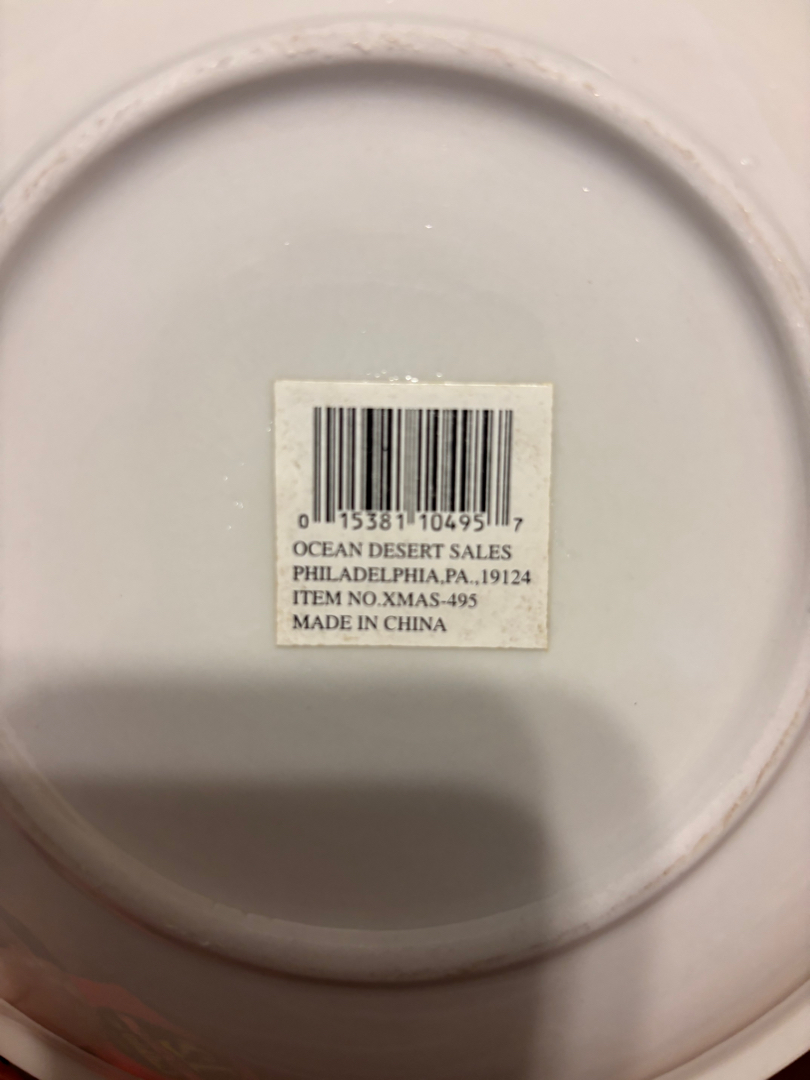 0 15381 10495 7
OCEAN DESERT SALES
PHILADELPHIA,PA.,19124
ITEM NO.XMAS-495
MADE IN CHINA